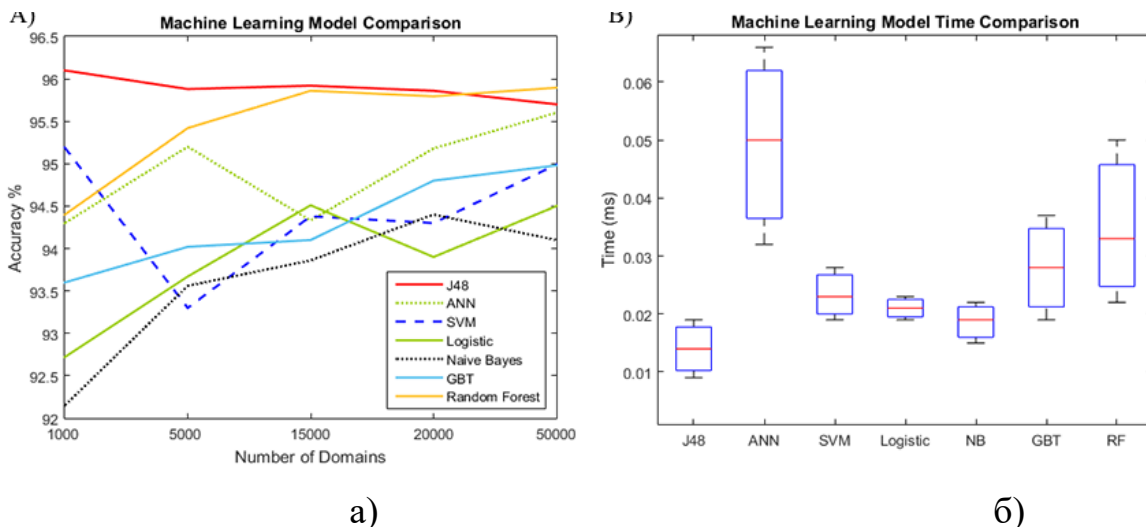 А)
Machine Learning Model Comparison
Accuracy %
96.5
96
95.5
95
94.5
94
93.5
93
92.5
92
1000
5000
15000
20000
50000
Number of Domains
J48
ANN
SVM
Logistic
Naive Bayes
GBT
Random Forest
а)
В)
Machine Learning Model Time Comparison
Time (ms)
0.06
0.05
0.04
0.03
0.02
0.01
J48
ANN
SVM
Logistic
NB
GBT
RF
б)